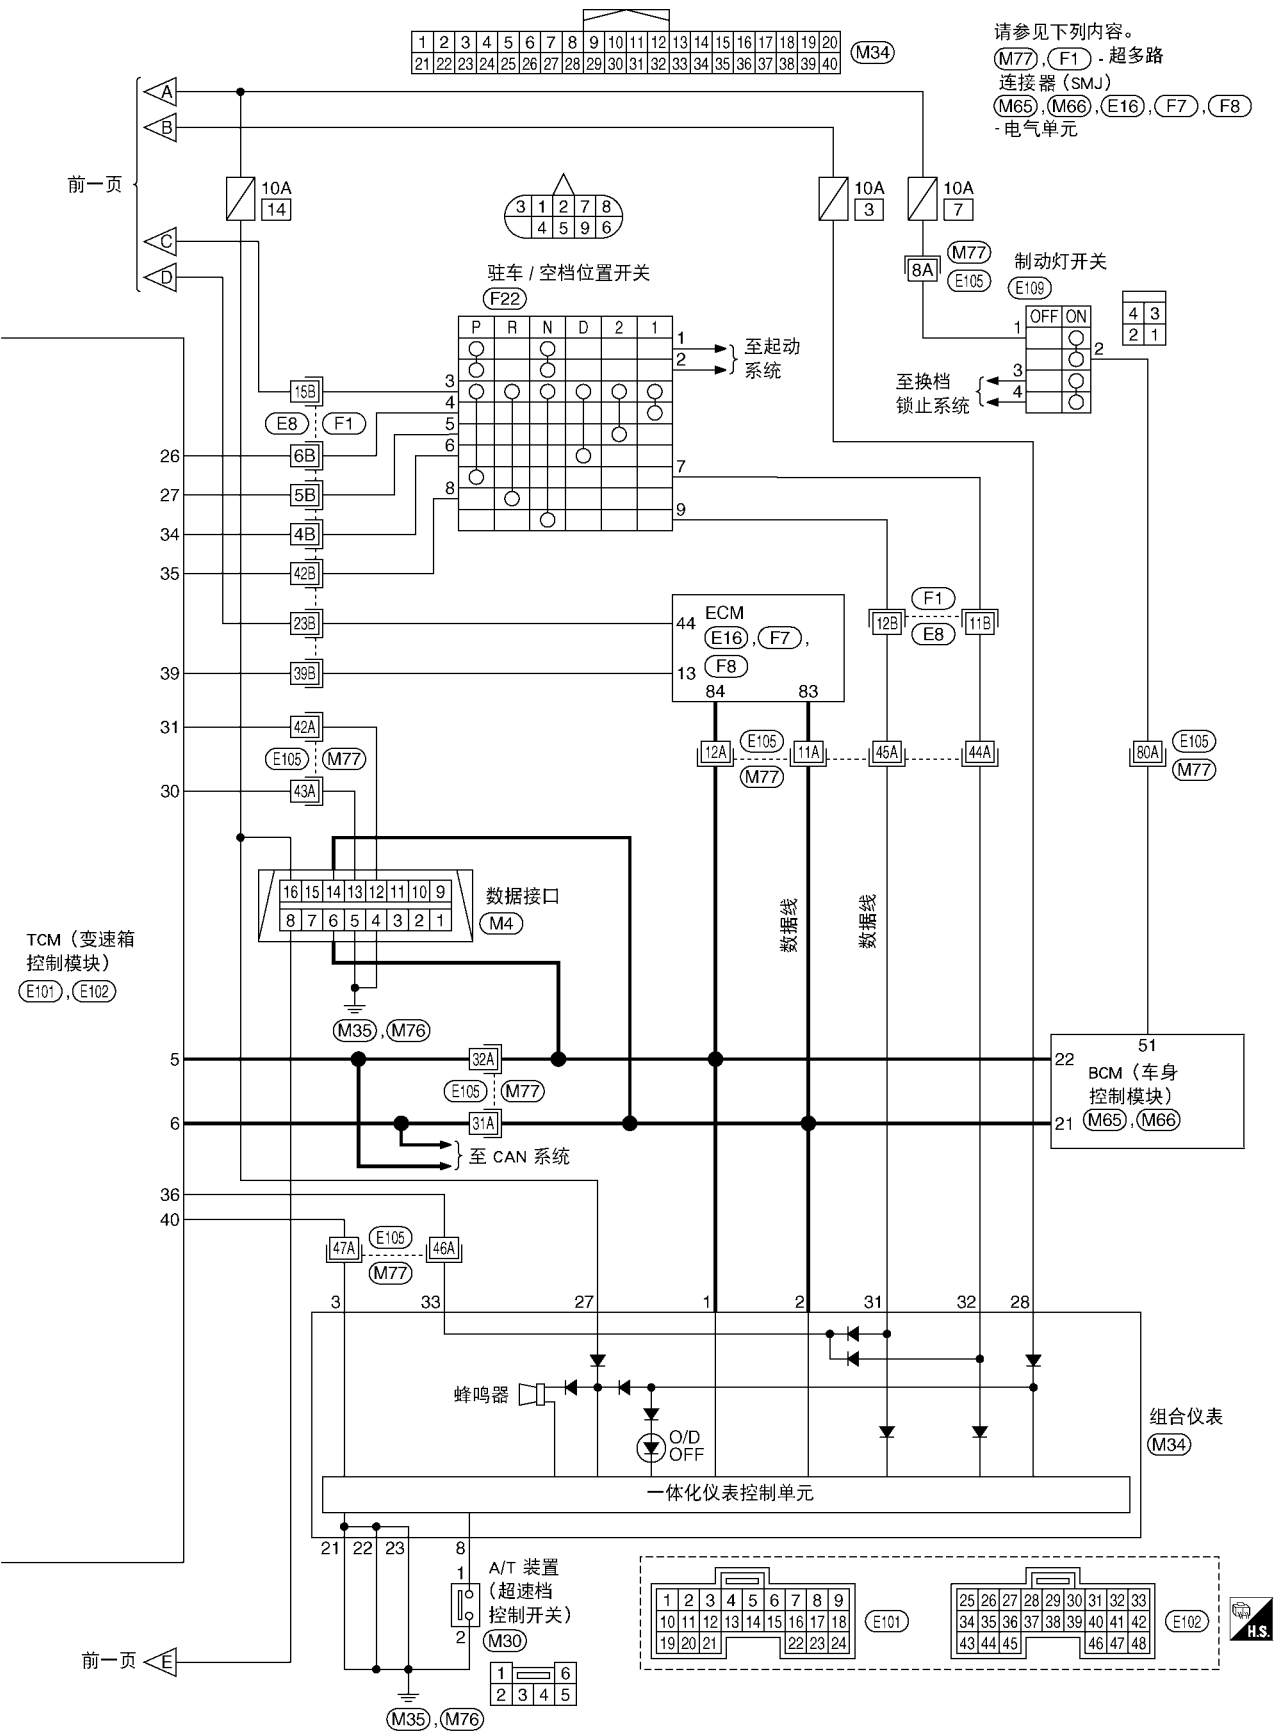 1 2 3 4 5 6 7 8 9 10 11 12 13 14 15 16 17 18 19 20
21 22 23 24 25 26 27 28 29 30 31 32 33 34 35 36 37 38 39 40
M34
请参见下列内容。
M77 , F1 - 超多路
连接器（SMJ）
M65 , M66 , E16 , F7 , F8
- 电气单元
A
B
前一页
C
D
10A
14
10A
3
10A
7
3 1 2 7 8
4 5 9 6
驻车 / 空档位置开关
F22
P R N D 2 1
1
2
至起动
系统
3
4
5
6
8
7
9
M77
8A
E105
制动灯开关
E109
OFF ON
1
2
3
4
4 3
2 1
至换档
锁止系统
15B
E8 F1
26 6B
27 5B
34 4B
35 42B
23B
39 39B
31 42A
E105 M77
30 43A
44
13
ECM
E16 , F7 ,
F8
84 83
F1
12B 11B
E8
12A
E105
M77
11A
45A
44A
80A
E105
M77
16 15 14 13 12 11 10 9
8 7 6 5 4 3 2 1
数据接口
M4
数据线
数据线
TCM（变速箱
控制模块）
E101 , E102
M35 , M76
5
32A
E105 M77
6
31A
至 CAN 系统
51
22
BCM（车身
控制模块）
21
M65 , M66
36
40
47A
E105
M77
46A
3 33 27 1 2 31 32 28
蜂鸣器
O/D
OFF
组合仪表
M34
一体化仪表控制单元
21 22 23 8
1
2
A/T 装置
（超速档
控制开关）
M30
1 6
2 3 4 5
前一页
E
M35 , M76
1 2 3 4 5 6 7 8 9
10 11 12 13 14 15 16 17 18
19 20 21 22 23 24
E101
25 26 27 28 29 30 31 32 33
34 35 36 37 38 39 40 41 42
43 44 45 46 47 48
E102
H.S.